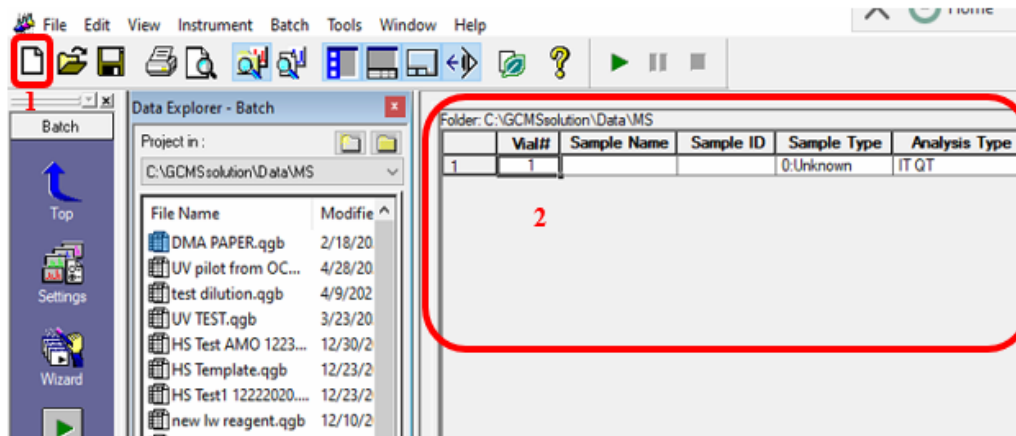 File Edit View Instrument Batch Tools Window Help
Home
1
Batch
Top
Settings
Wizard
Data Explorer - Batch
Project in :
C:\GCMSsolution\Data\MS
File Name Modifie
DMA PAPER.qgb 2/18/20
UV pilot from OC... 4/28/20
test dilution.qgb 4/9/202
UV TEST.qgb 3/23/20
HS Test AMO 1223... 12/30/2
HS Template.qgb 12/23/2
HS Test1 12222020.... 12/23/2
new lw reagent.qgb 12/10/2
Folder: C:\GCMSsolution\Data\MS
Vial# Sample Name Sample ID Sample Type Analysis Type
1 1 0:Unknown IT QT
2